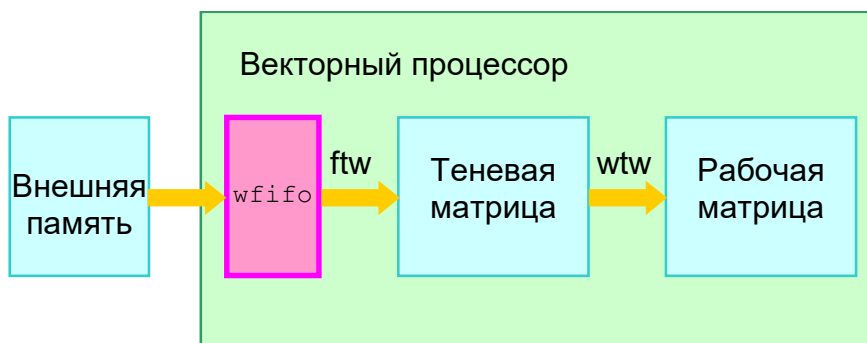 Векторный процессор
Внешняя
память
wfifo
ftw
Теневая
матрица
wtw
Рабочая
матрица